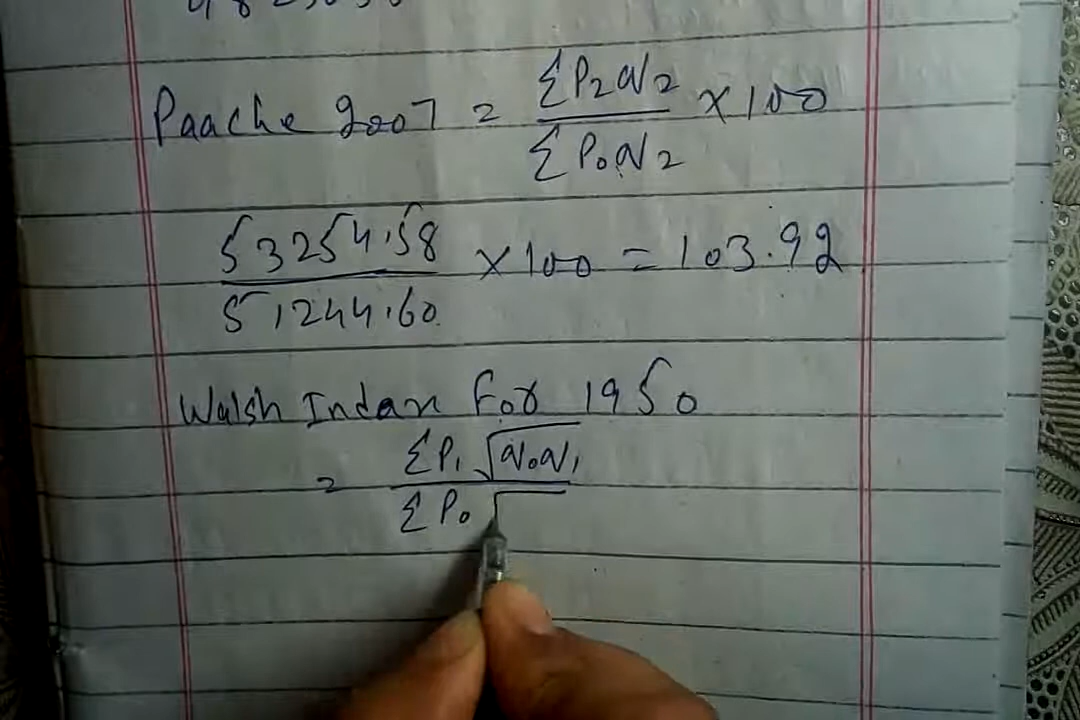 Paache 2007 = ΣP₂q₂ / ΣP₀q₂ × 100
53254.58 / 51244.60 × 100 = 103.92
Walsh Index For 1950
= ΣP₁ √q₀q₁ / ΣP₀ √